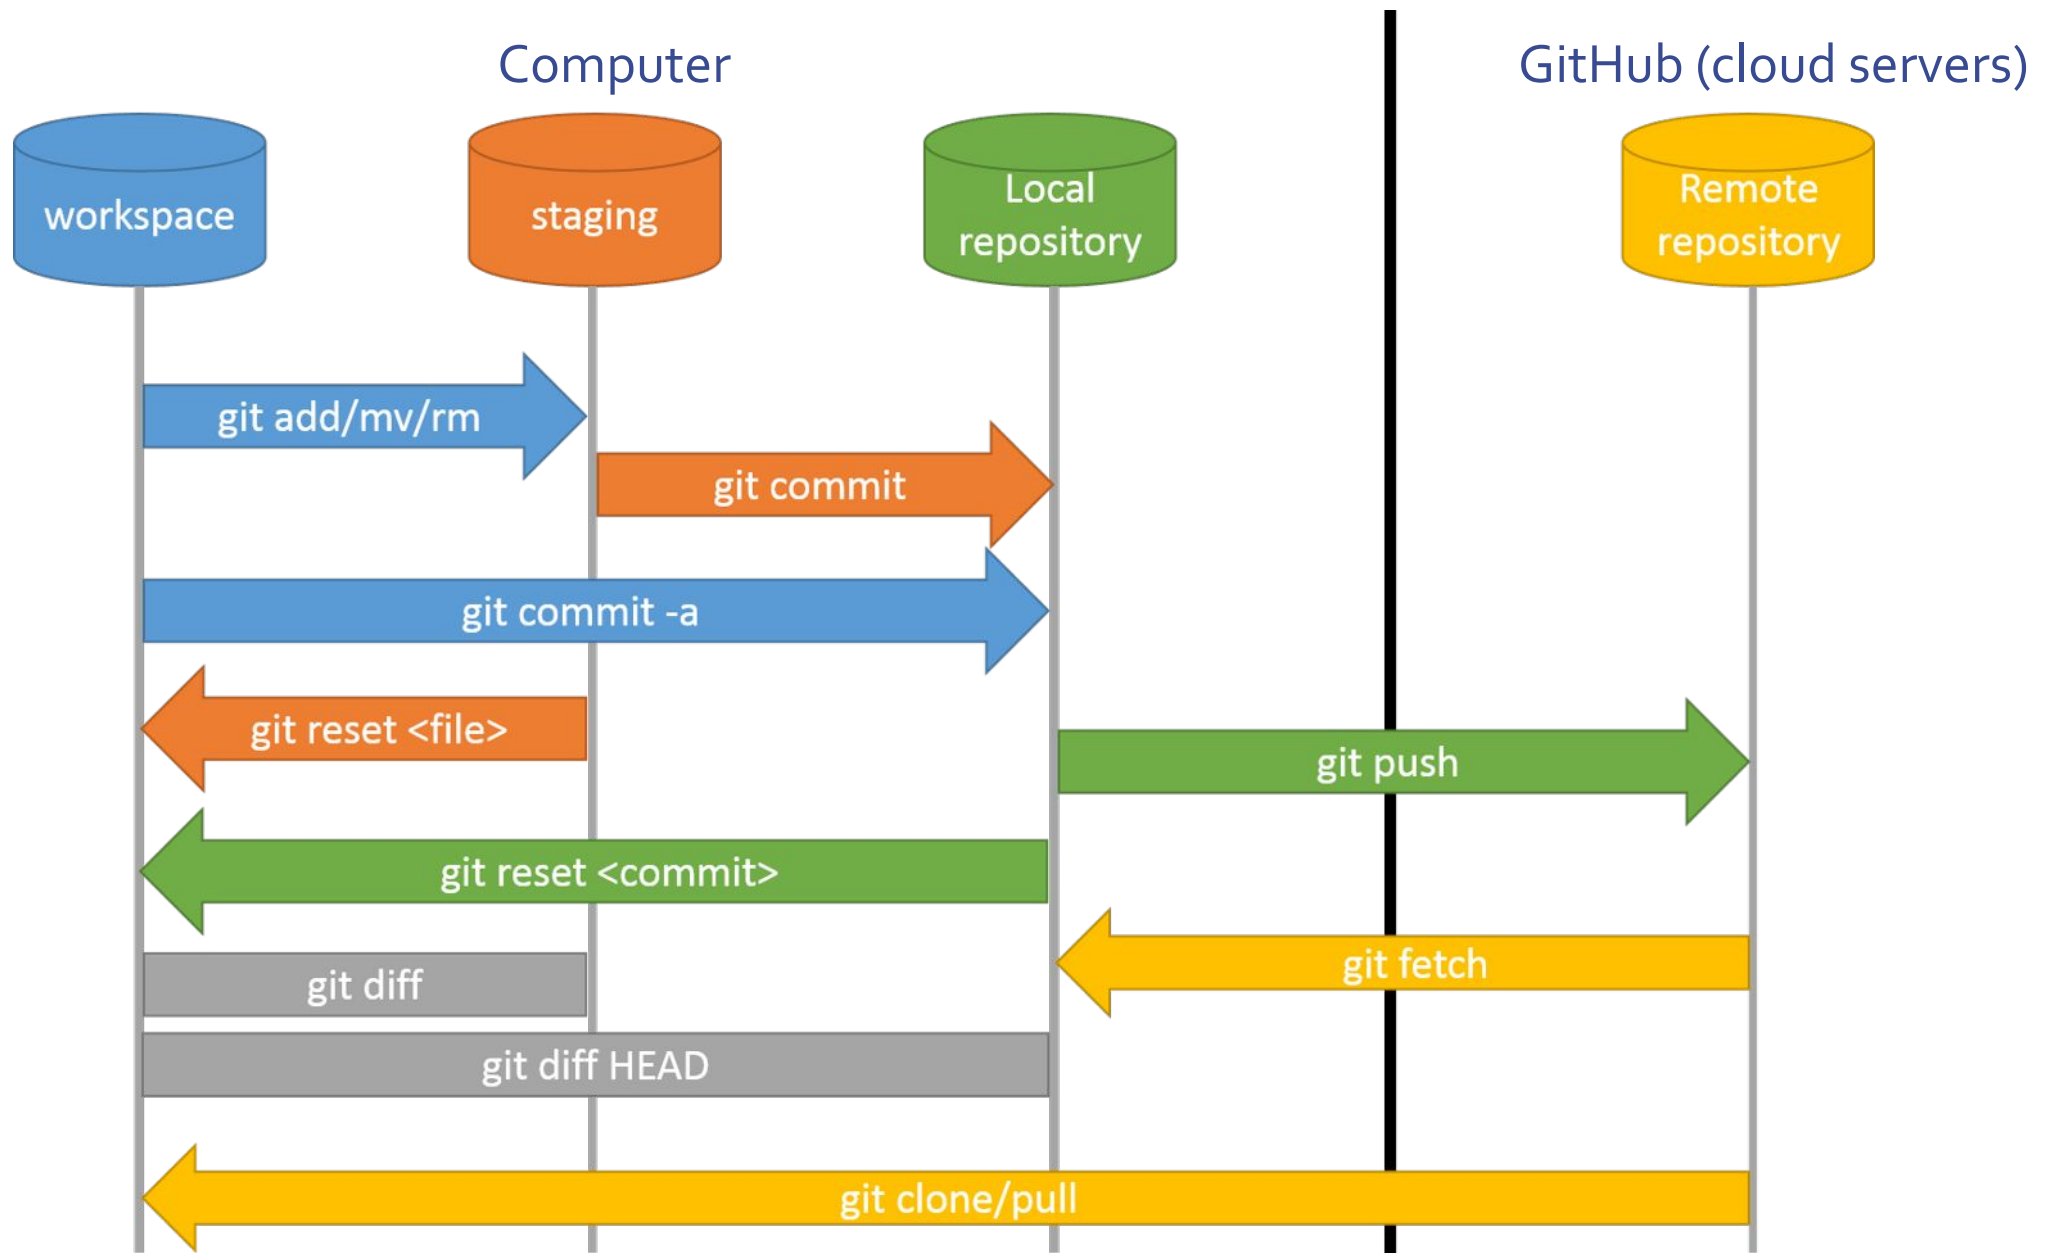 Computer
GitHub (cloud servers)
workspace
staging
Local
repository
Remote
repository
git add/mv/rm
git commit
git commit -a
git reset <file>
git push
git reset <commit>
git fetch
git diff
git diff HEAD
git clone/pull